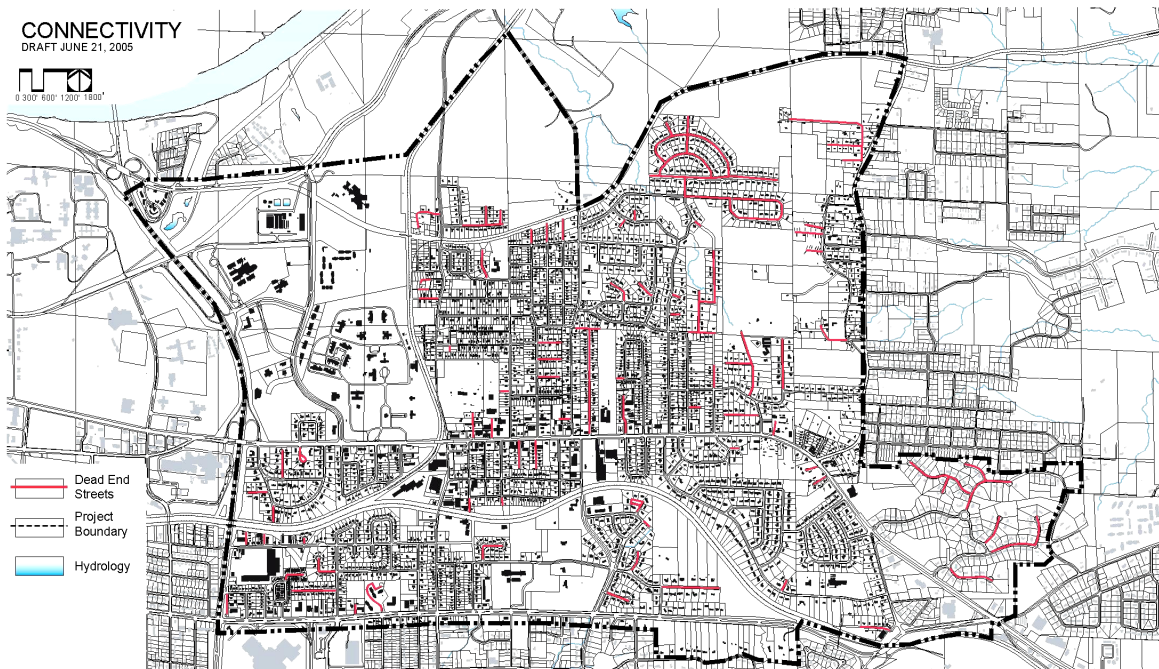 CONNECTIVITY
DRAFT JUNE 21, 2005
0 300' 600' 1200' 1800'
Dead End
Streets
Project
Boundary
Hydrology